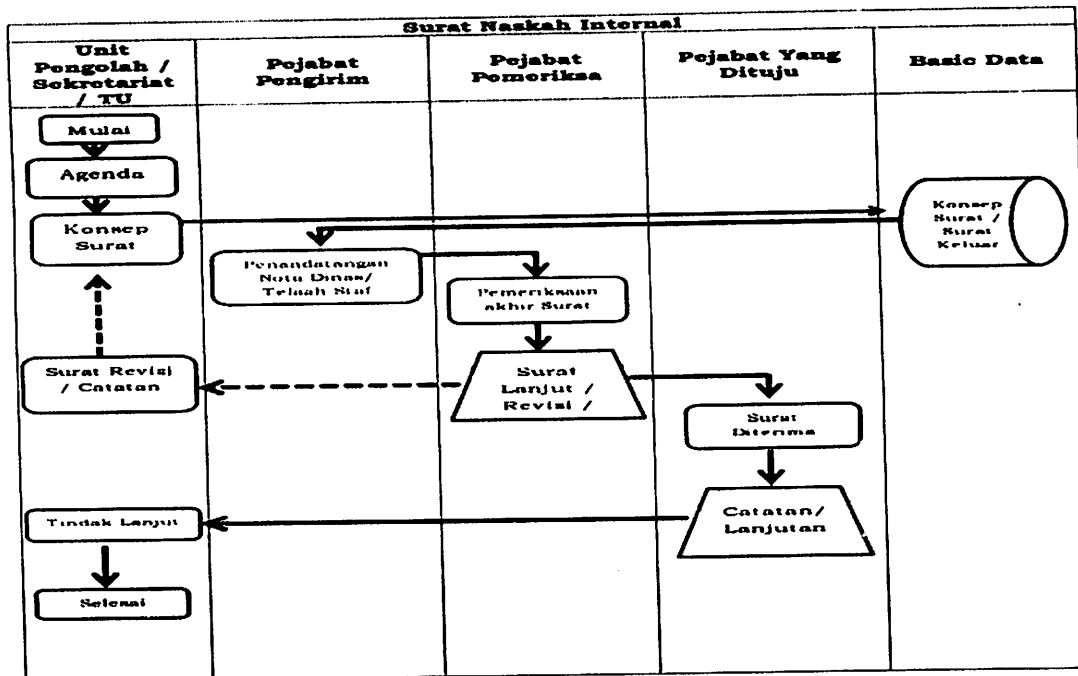 Surat Naskah Internal
Unit
Pengolah /
Sekretariat
/ TU
Pejabat
Pengirim
Pejabat
Pemeriksa
Pejabat Yang
Dituju
Basic Data
Mulai
Agenda
Konsep
Surat
Konsep
Surat /
Surat
Keluar
Penandatangan
Nota Dinas/
Telaah Staf
Pemeriksaan
akhir Surat
Surat Revisi
/ Catatan
Surat
Lanjut /
Revisi /
Surat
Diterima
Tindak Lanjut
Catatan/
Lanjutan
Selesai